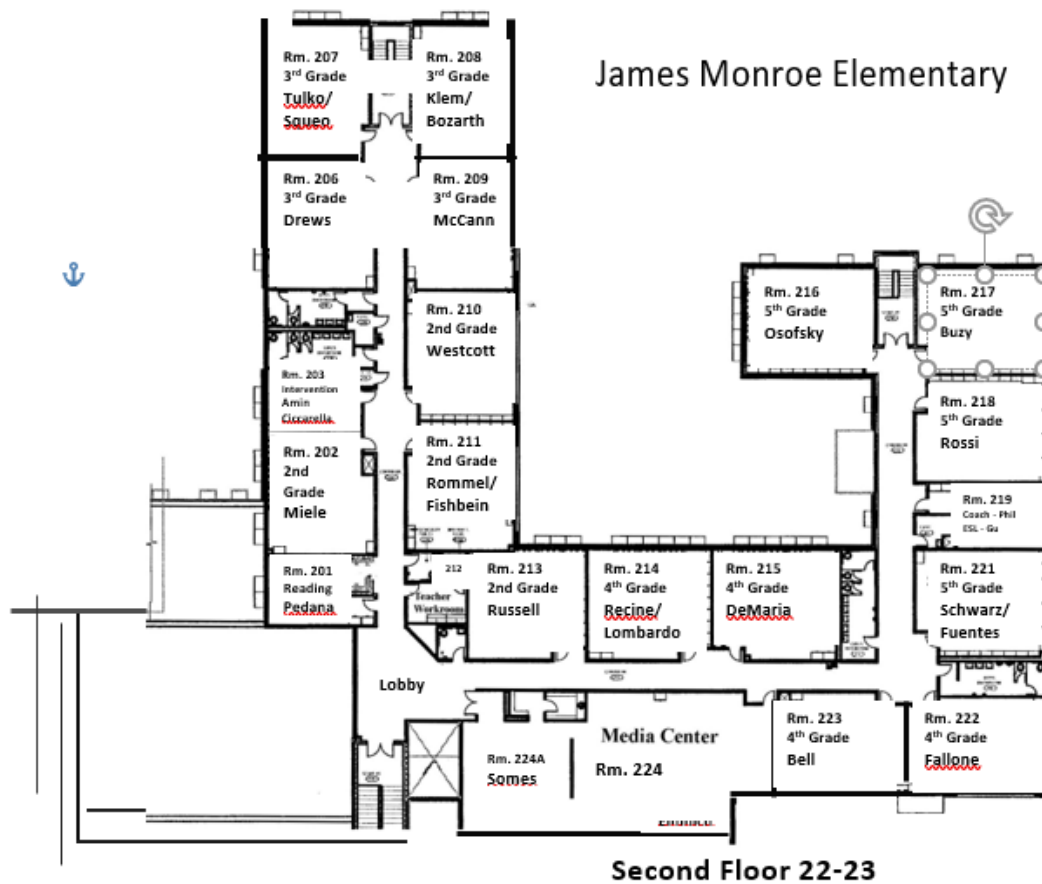 James Monroe Elementary
Rm. 207
3rd Grade
Tulko/
Squeo
Rm. 208
3rd Grade
Klem/
Bozarth
Rm. 206
3rd Grade
Drews
Rm. 209
3rd Grade
McCann
Rm. 210
2nd Grade
Westcott
Rm. 216
5th Grade
Osofsky
Rm. 217
5th Grade
Buzy
Rm. 203
Intervention
Amin
Ciccarella
Rm. 218
5th Grade
Rossi
Rm. 202
2nd
Grade
Miele
Rm. 211
2nd Grade
Rommel/
Fishbein
Rm. 219
Coach - Phil
ESL - Gu
Rm. 201
Reading
Pedana
212
Teacher
Workroom
Rm. 213
2nd Grade
Russell
Rm. 214
4th Grade
Recine/
Lombardo
Rm. 215
4th Grade
DeMaria
Rm. 221
5th Grade
Schwarz/
Fuentes
Lobby
Rm. 224A
Somes
Media Center
Rm. 224
Rm. 223
4th Grade
Bell
Rm. 222
4th Grade
Fallone
Second Floor 22-23